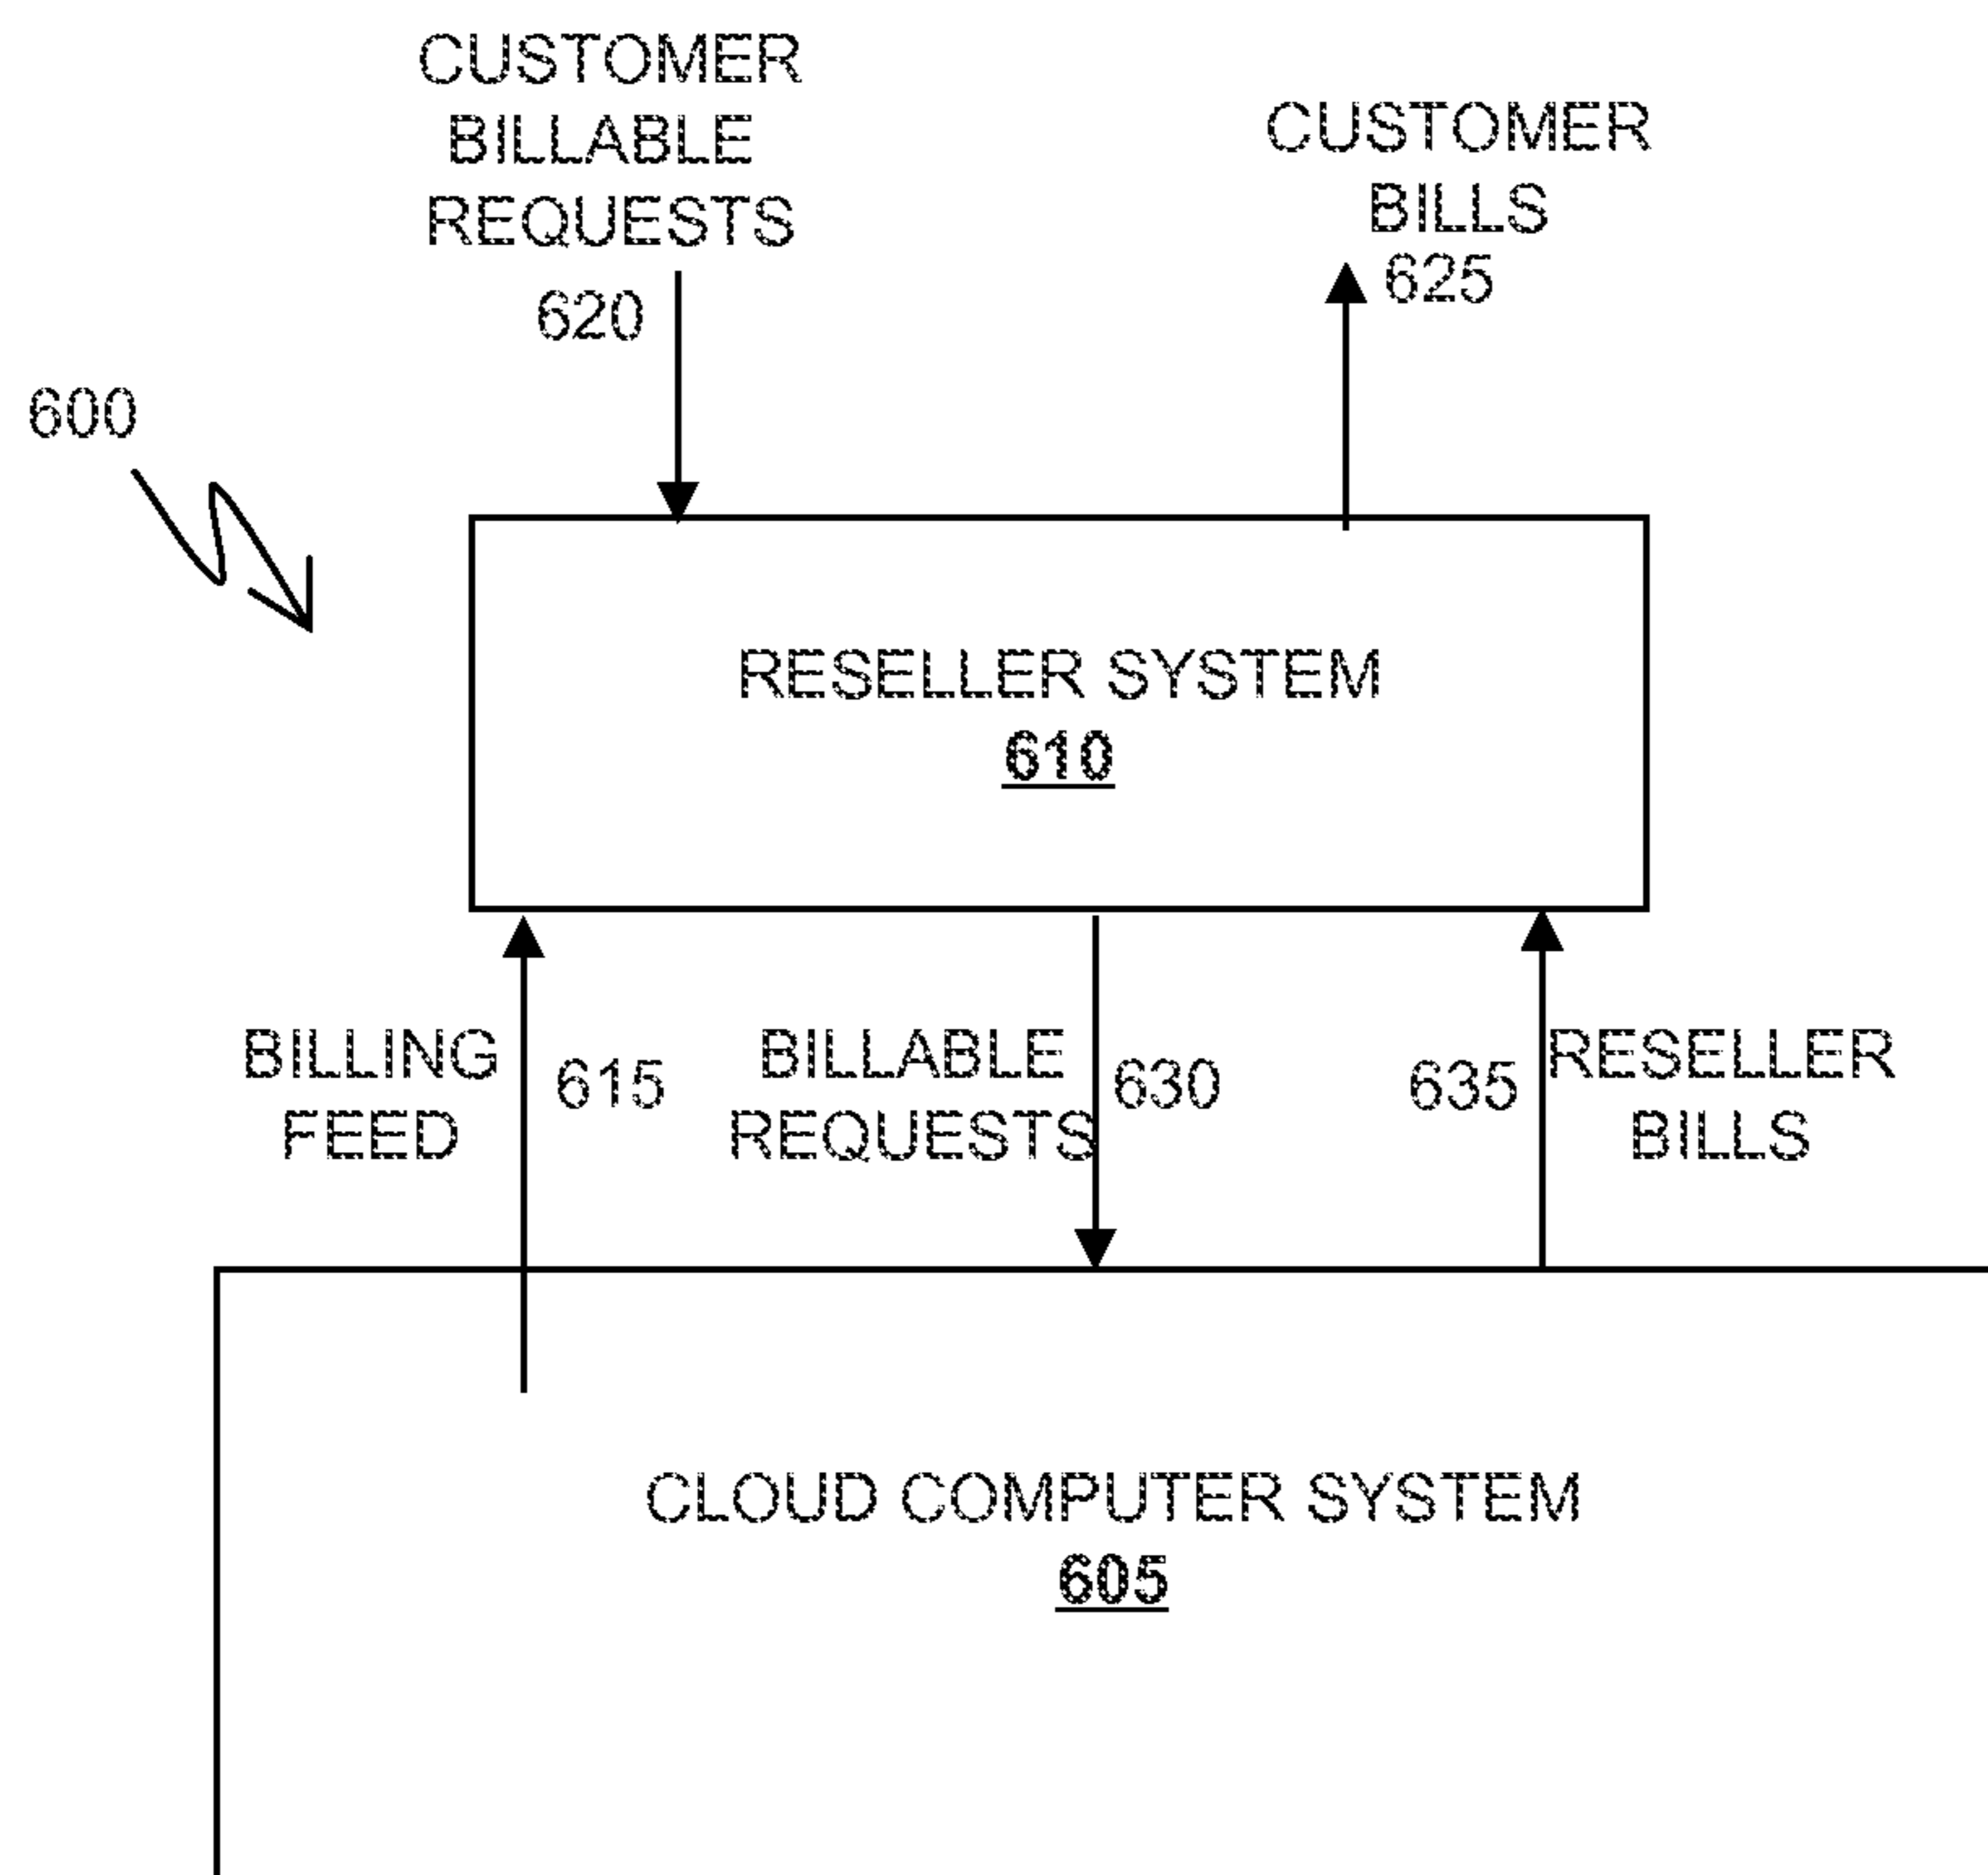 CUSTOMER
BILLABLE
REQUESTS
620
CUSTOMER
BILLS
625
600
RESELLER SYSTEM
610
BILLING
FEED
615
BILLABLE
REQUESTS
630
635
RESELLER
BILLS
CLOUD COMPUTER SYSTEM
605